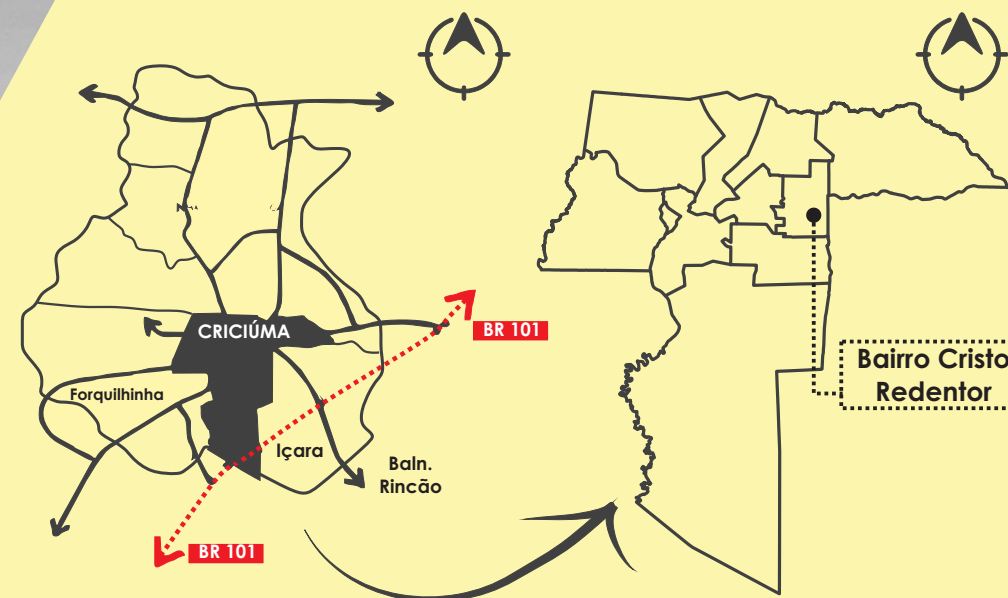 CRICIÚMA
BR 101
Forquilhinha
Içara
Baln.
Rincão
BR 101
Bairro Cristo
Redentor